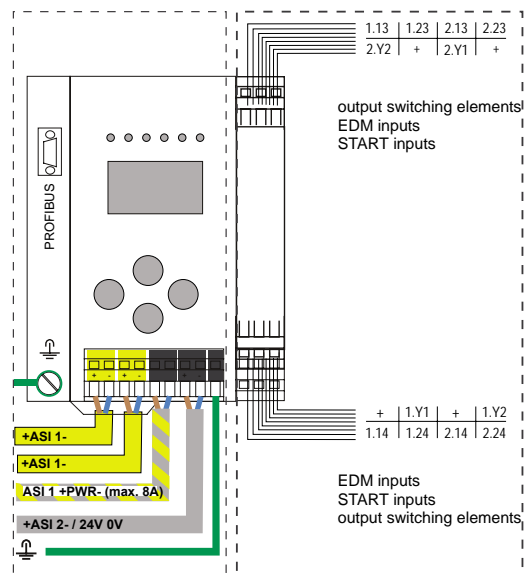 1.13 1.23 2.13 2.23
2.Y2 + 2.Y1 +
output switching elements
EDM inputs
START inputs
PROFIBUS
+ - + - + -
+ 1.Y1 + 1.Y2
1.14 1.24 2.14 2.24
+ASI 1-
+ASI 1-
ASI 1 +PWR- (max. 8A)
+ASI 2- / 24V 0V
EDM inputs
START inputs
output switching elements